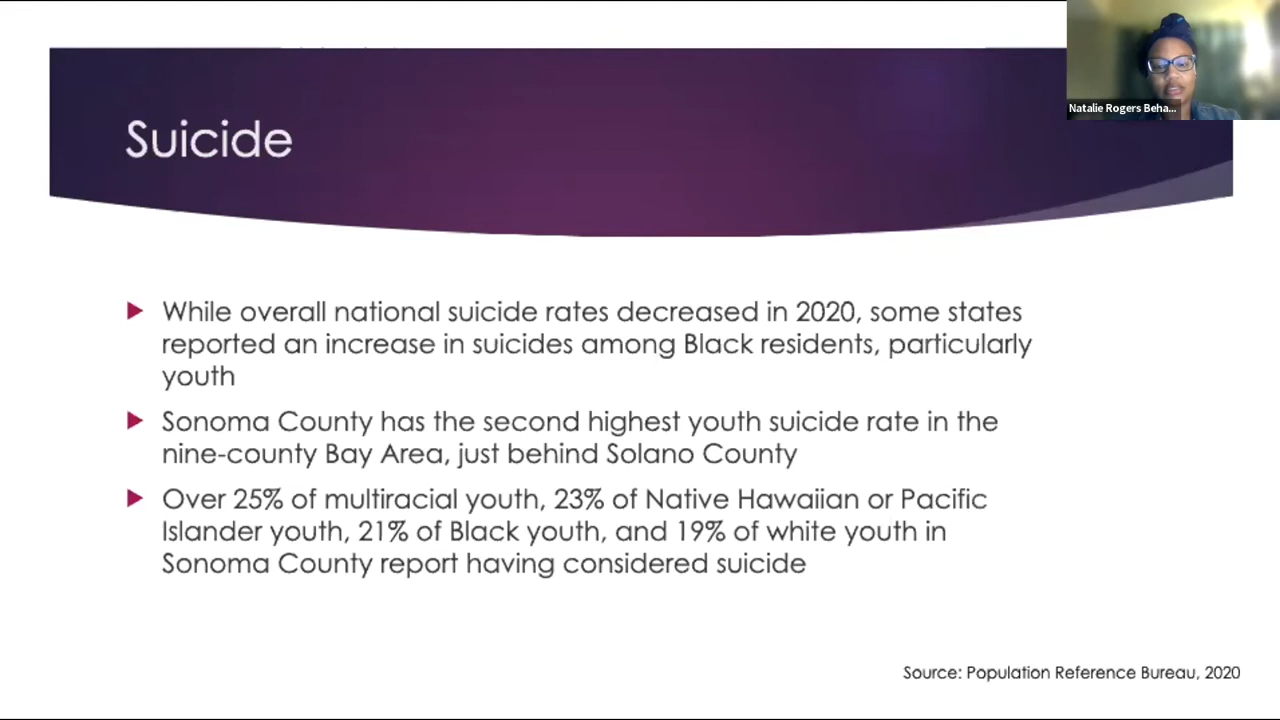 Natalie Rogers Beha...
Suicide
While overall national suicide rates decreased in 2020, some states
reported an increase in suicides among Black residents, particularly
youth
Sonoma County has the second highest youth suicide rate in the
nine-county Bay Area, just behind Solano County
Over 25% of multiracial youth, 23% of Native Hawaiian or Pacific
Islander youth, 21% of Black youth, and 19% of white youth in
Sonoma County report having considered suicide
Source: Population Reference Bureau, 2020